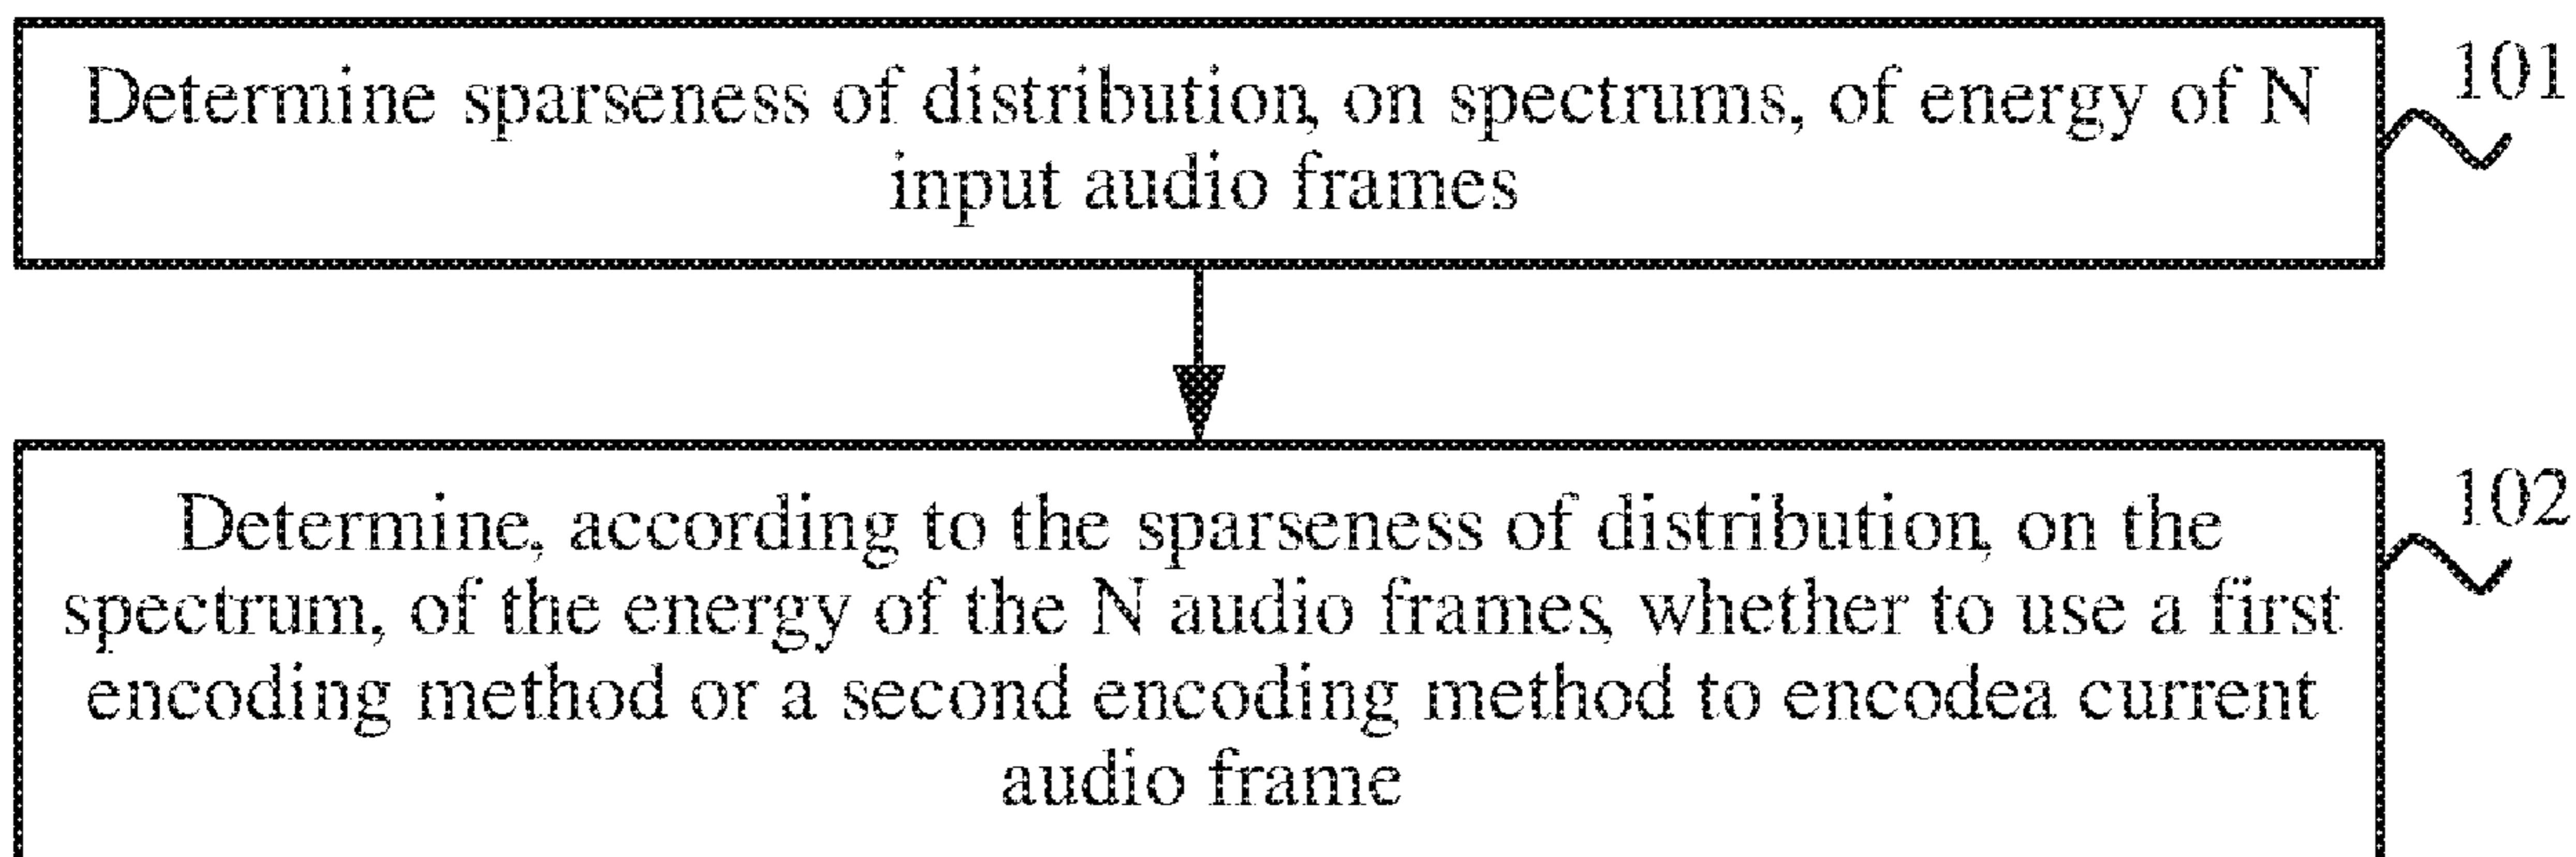 Determine sparseness of distribution, on spectrums, of energy of N
input audio frames
101
Determine, according to the sparseness of distribution, on the
spectrum, of the energy of the N audio frames, whether to use a first
encoding method or a second encoding method to encodea current
audio frame
102